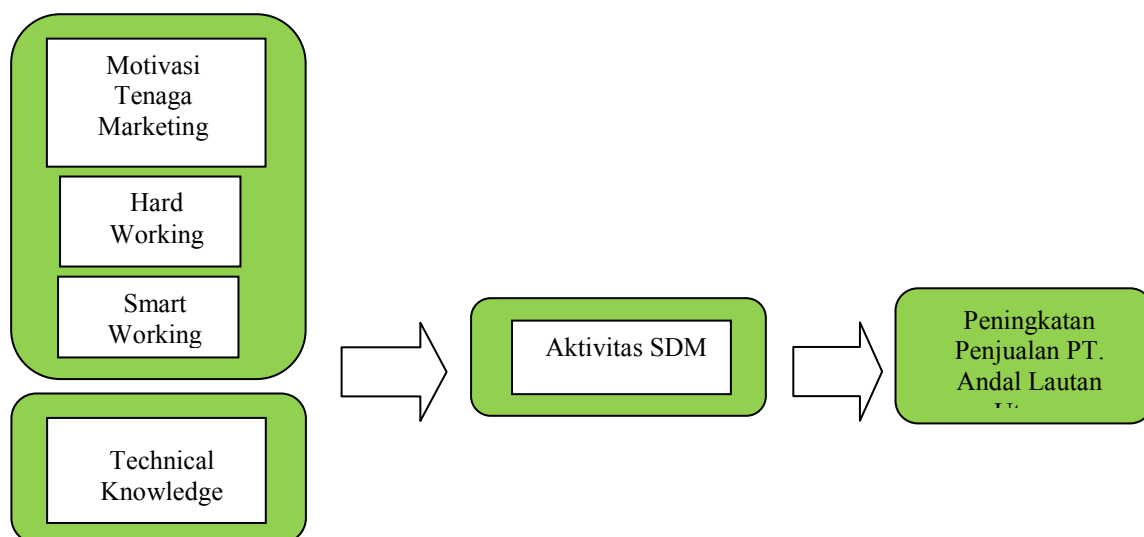 Motivasi
Tenaga
Marketing
Hard
Working
Smart
Working
Technical
Knowledge
Aktivitas SDM
Peningkatan
Penjualan PT.
Andal Lautan